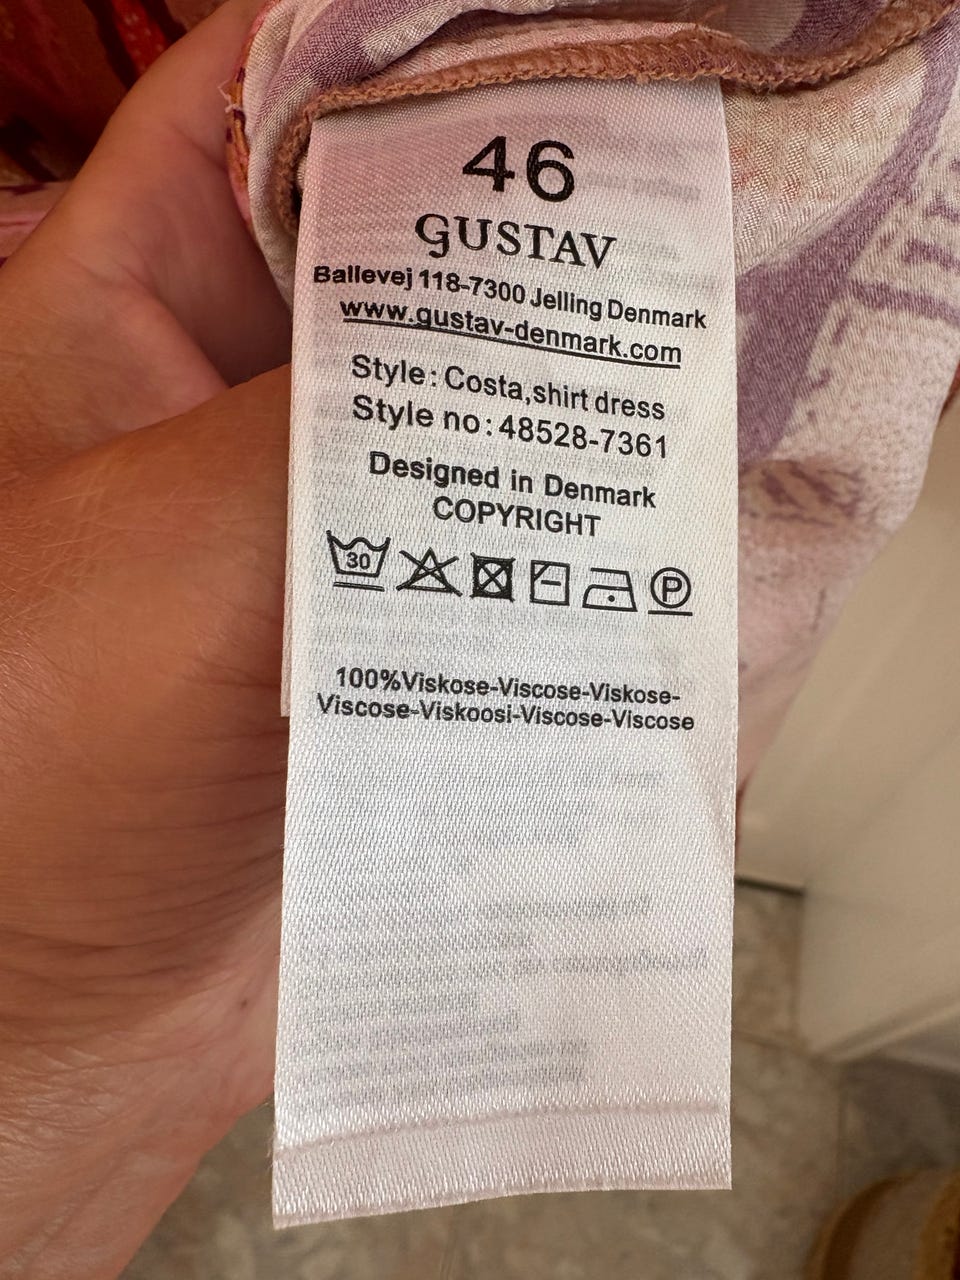 46
GUSTAV
Ballevej 118-7300 Jelling Denmark
www.gustav-denmark.com
Style: Costa,shirt dress
Style no: 48528-7361
Designed in Denmark
COPYRIGHT
30 P
100%Viskose-Viscose-Viskose-
Viscose-Viskoosi-Viscose-Viscose